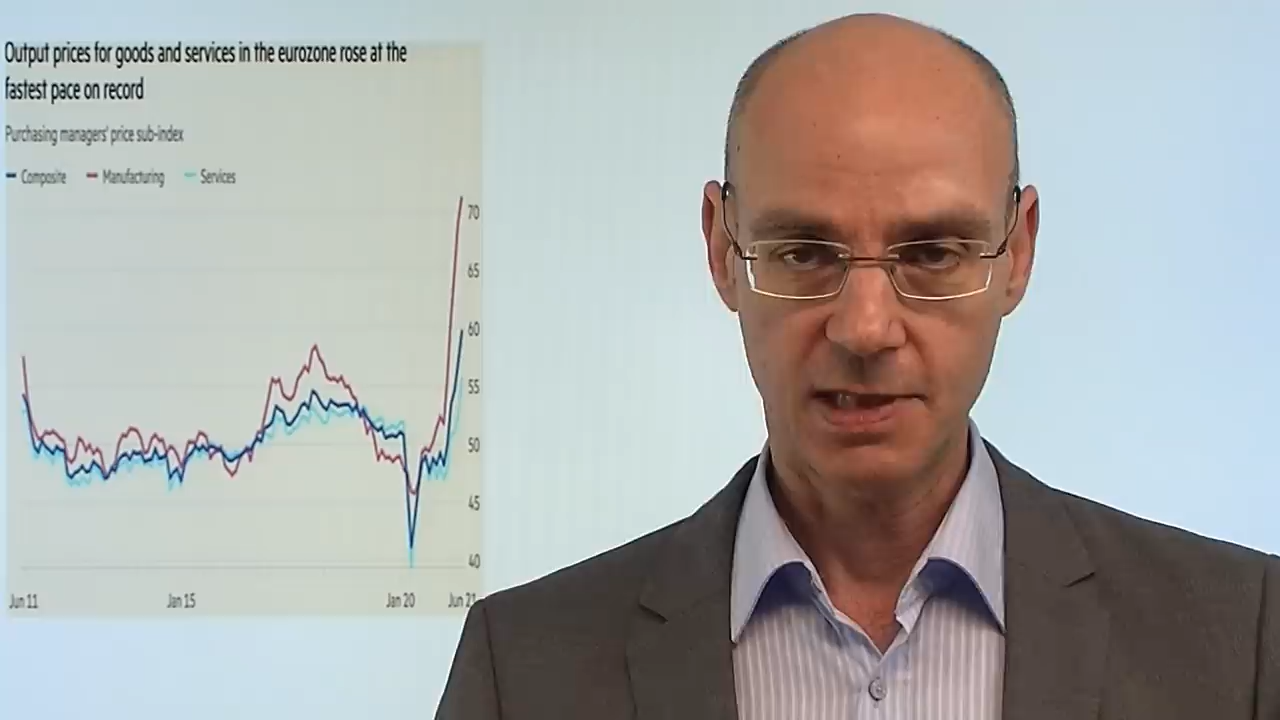 Output prices for goods and services in the eurozone rose at the
fastest pace on record
Purchasing managers' price sub-index
Composite Manufacturing Services
70
65
60
55
50
45
40
Jun 11 Jan 15 Jan 20 Jun 21